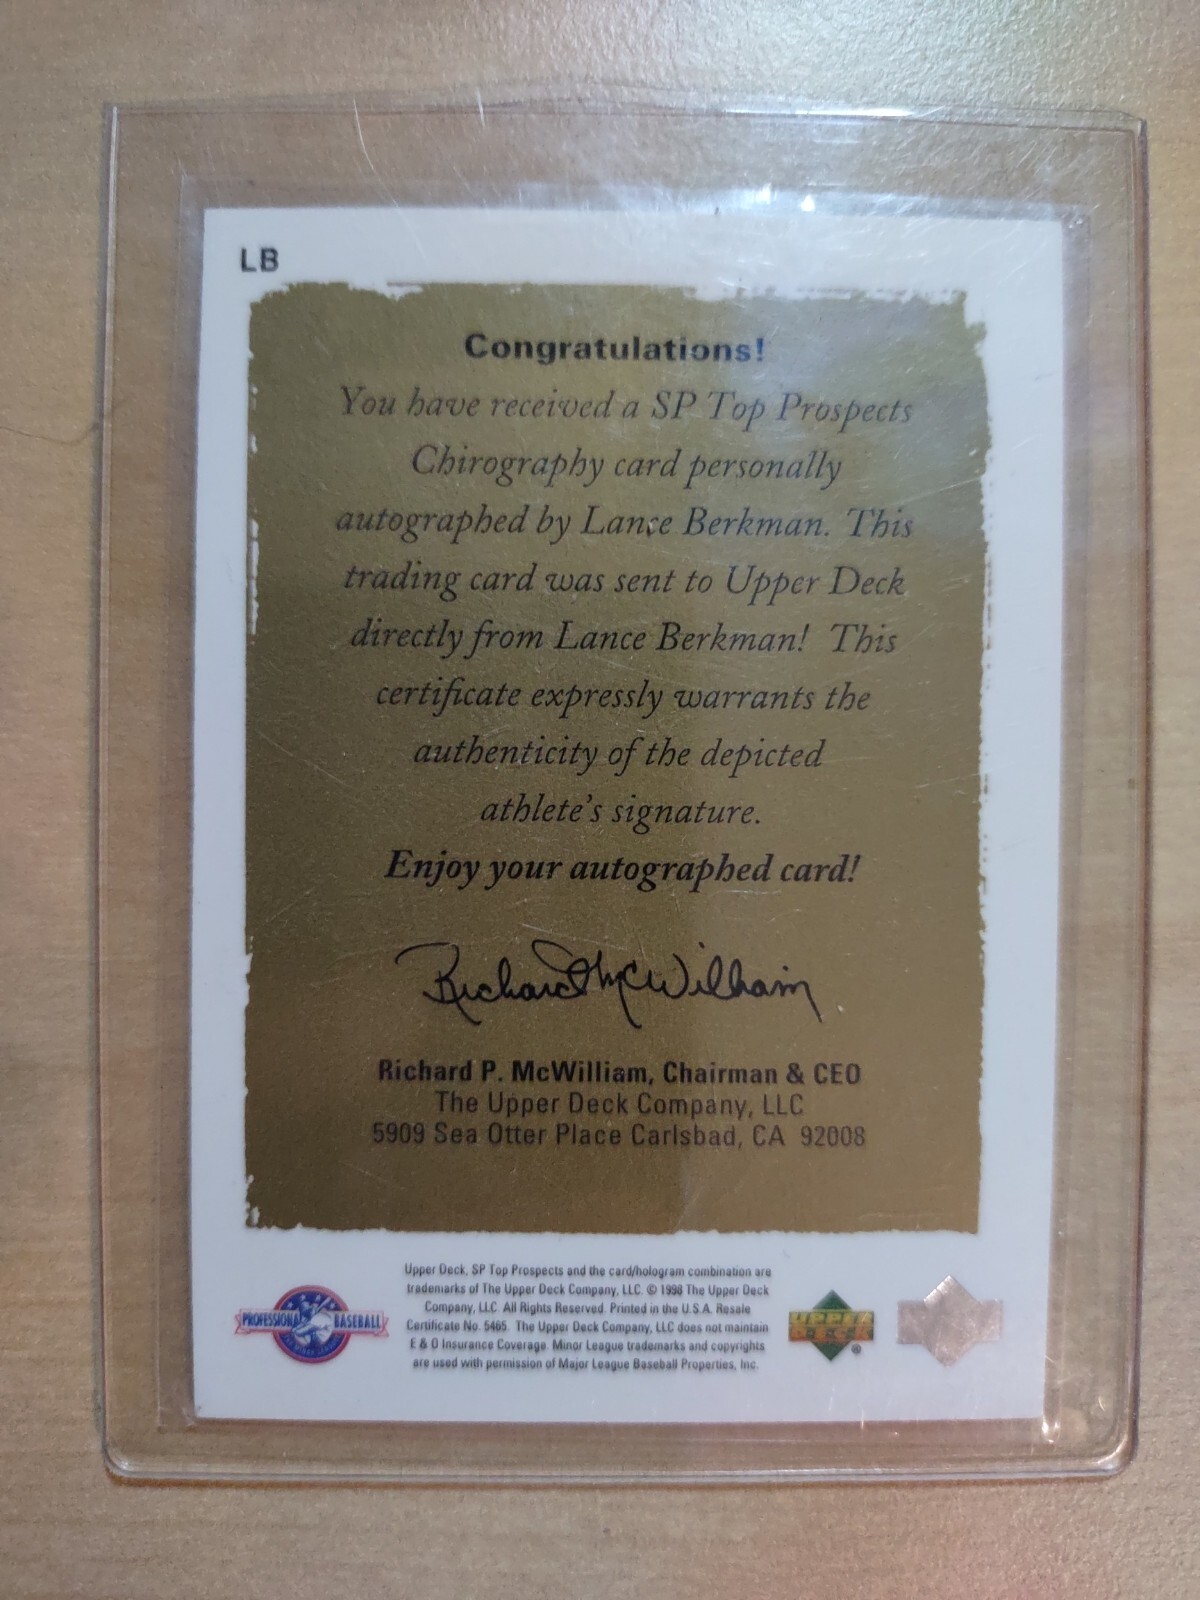 LB
Congratulations!
You have received a SP Top Prospects
Chirography card personally
autographed by Lance Berkman. This
trading card was sent to Upper Deck
directly from Lance Berkman! This
certificate expressly warrants the
authenticity of the depicted
athlete's signature.
Enjoy your autographed card!
Richard McWilliam
Richard P. McWilliam, Chairman & CEO
The Upper Deck Company, LLC
5909 Sea Otter Place Carlsbad, CA 92008
Upper Deck, SP Top Prospects and the card/hologram combination are
trademarks of The Upper Deck Company, LLC. © 1998 The Upper Deck
Company, LLC. All Rights Reserved. Printed in the U.S.A. Resale
Certificate No. 5465. The Upper Deck Company, LLC does not maintain
E & O Insurance Coverage. Minor League trademarks and copyrights
are used with permission of Major League Baseball Properties, Inc.
PROFESSIONAL BASEBALL
UPPER
DECK
®